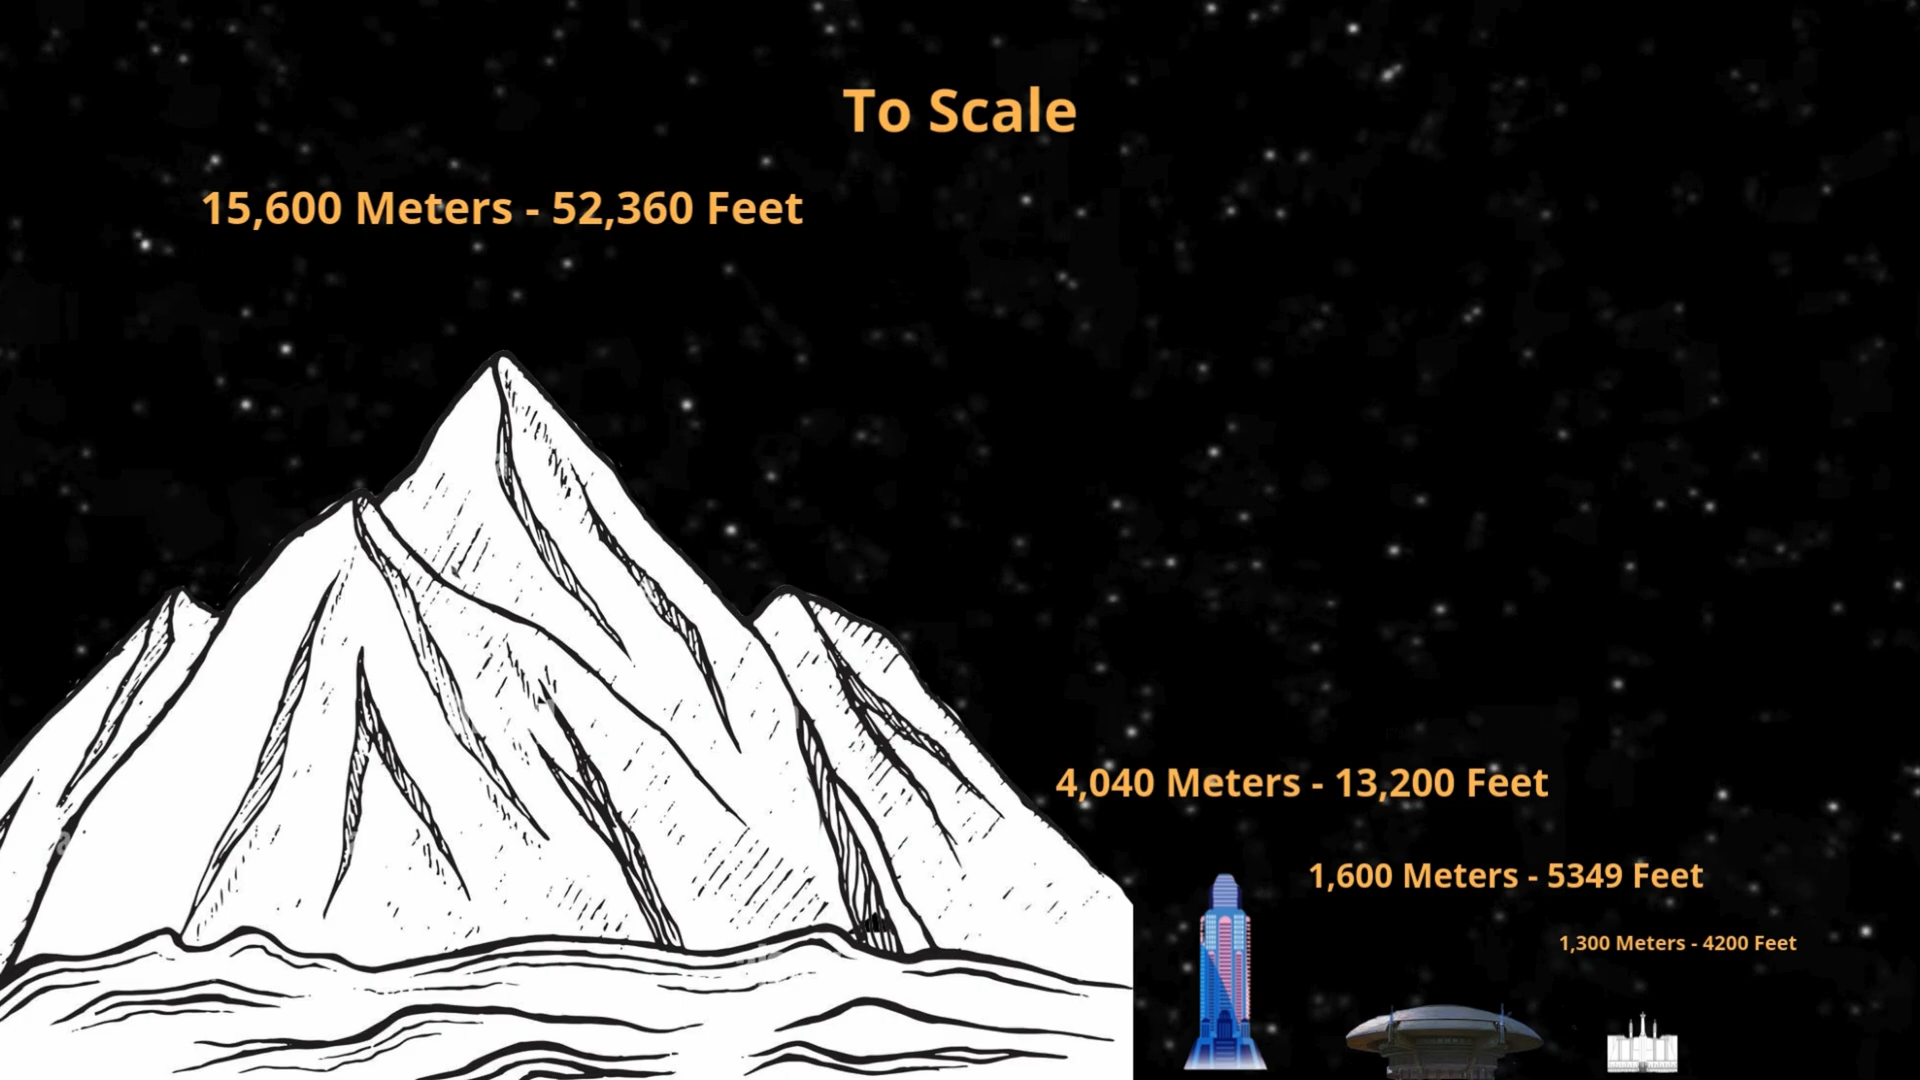 To Scale
15,600 Meters - 52,360 Feet
4,040 Meters - 13,200 Feet
1,600 Meters - 5349 Feet
1,300 Meters - 4200 Feet